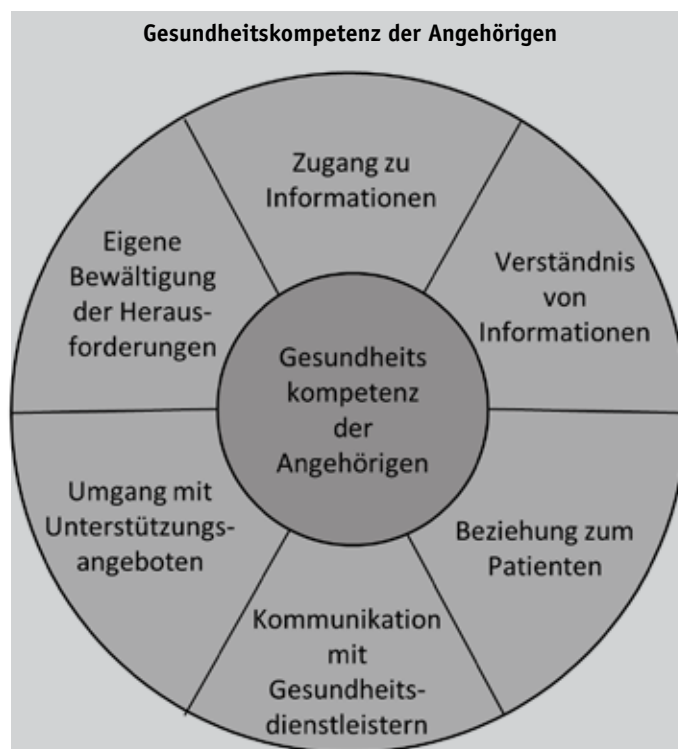 Gesundheitskompetenz der Angehörigen
Zugang zu
Informationen
Verständnis
von
Informationen
Beziehung zum
Patienten
Kommunikation
mit
Gesundheits-
dienstleistern
Umgang mit
Unterstützungs-
angeboten
Eigene
Bewältigung
der Heraus-
forderungen
Gesundheits
kompetenz
der
Angehörigen